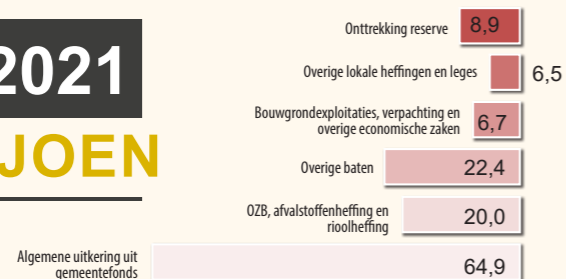 2021
JOEN
Onttrekking reserve 8,9
Overige lokale heffingen en leges 6,5
Bouwgrondexploitaties, verpachting en
overige economische zaken 6,7
Overige baten 22,4
OZB, afvalstoffenheffing en
rioolheffing 20,0
Algemene uitkering uit
gemeentefonds 64,9